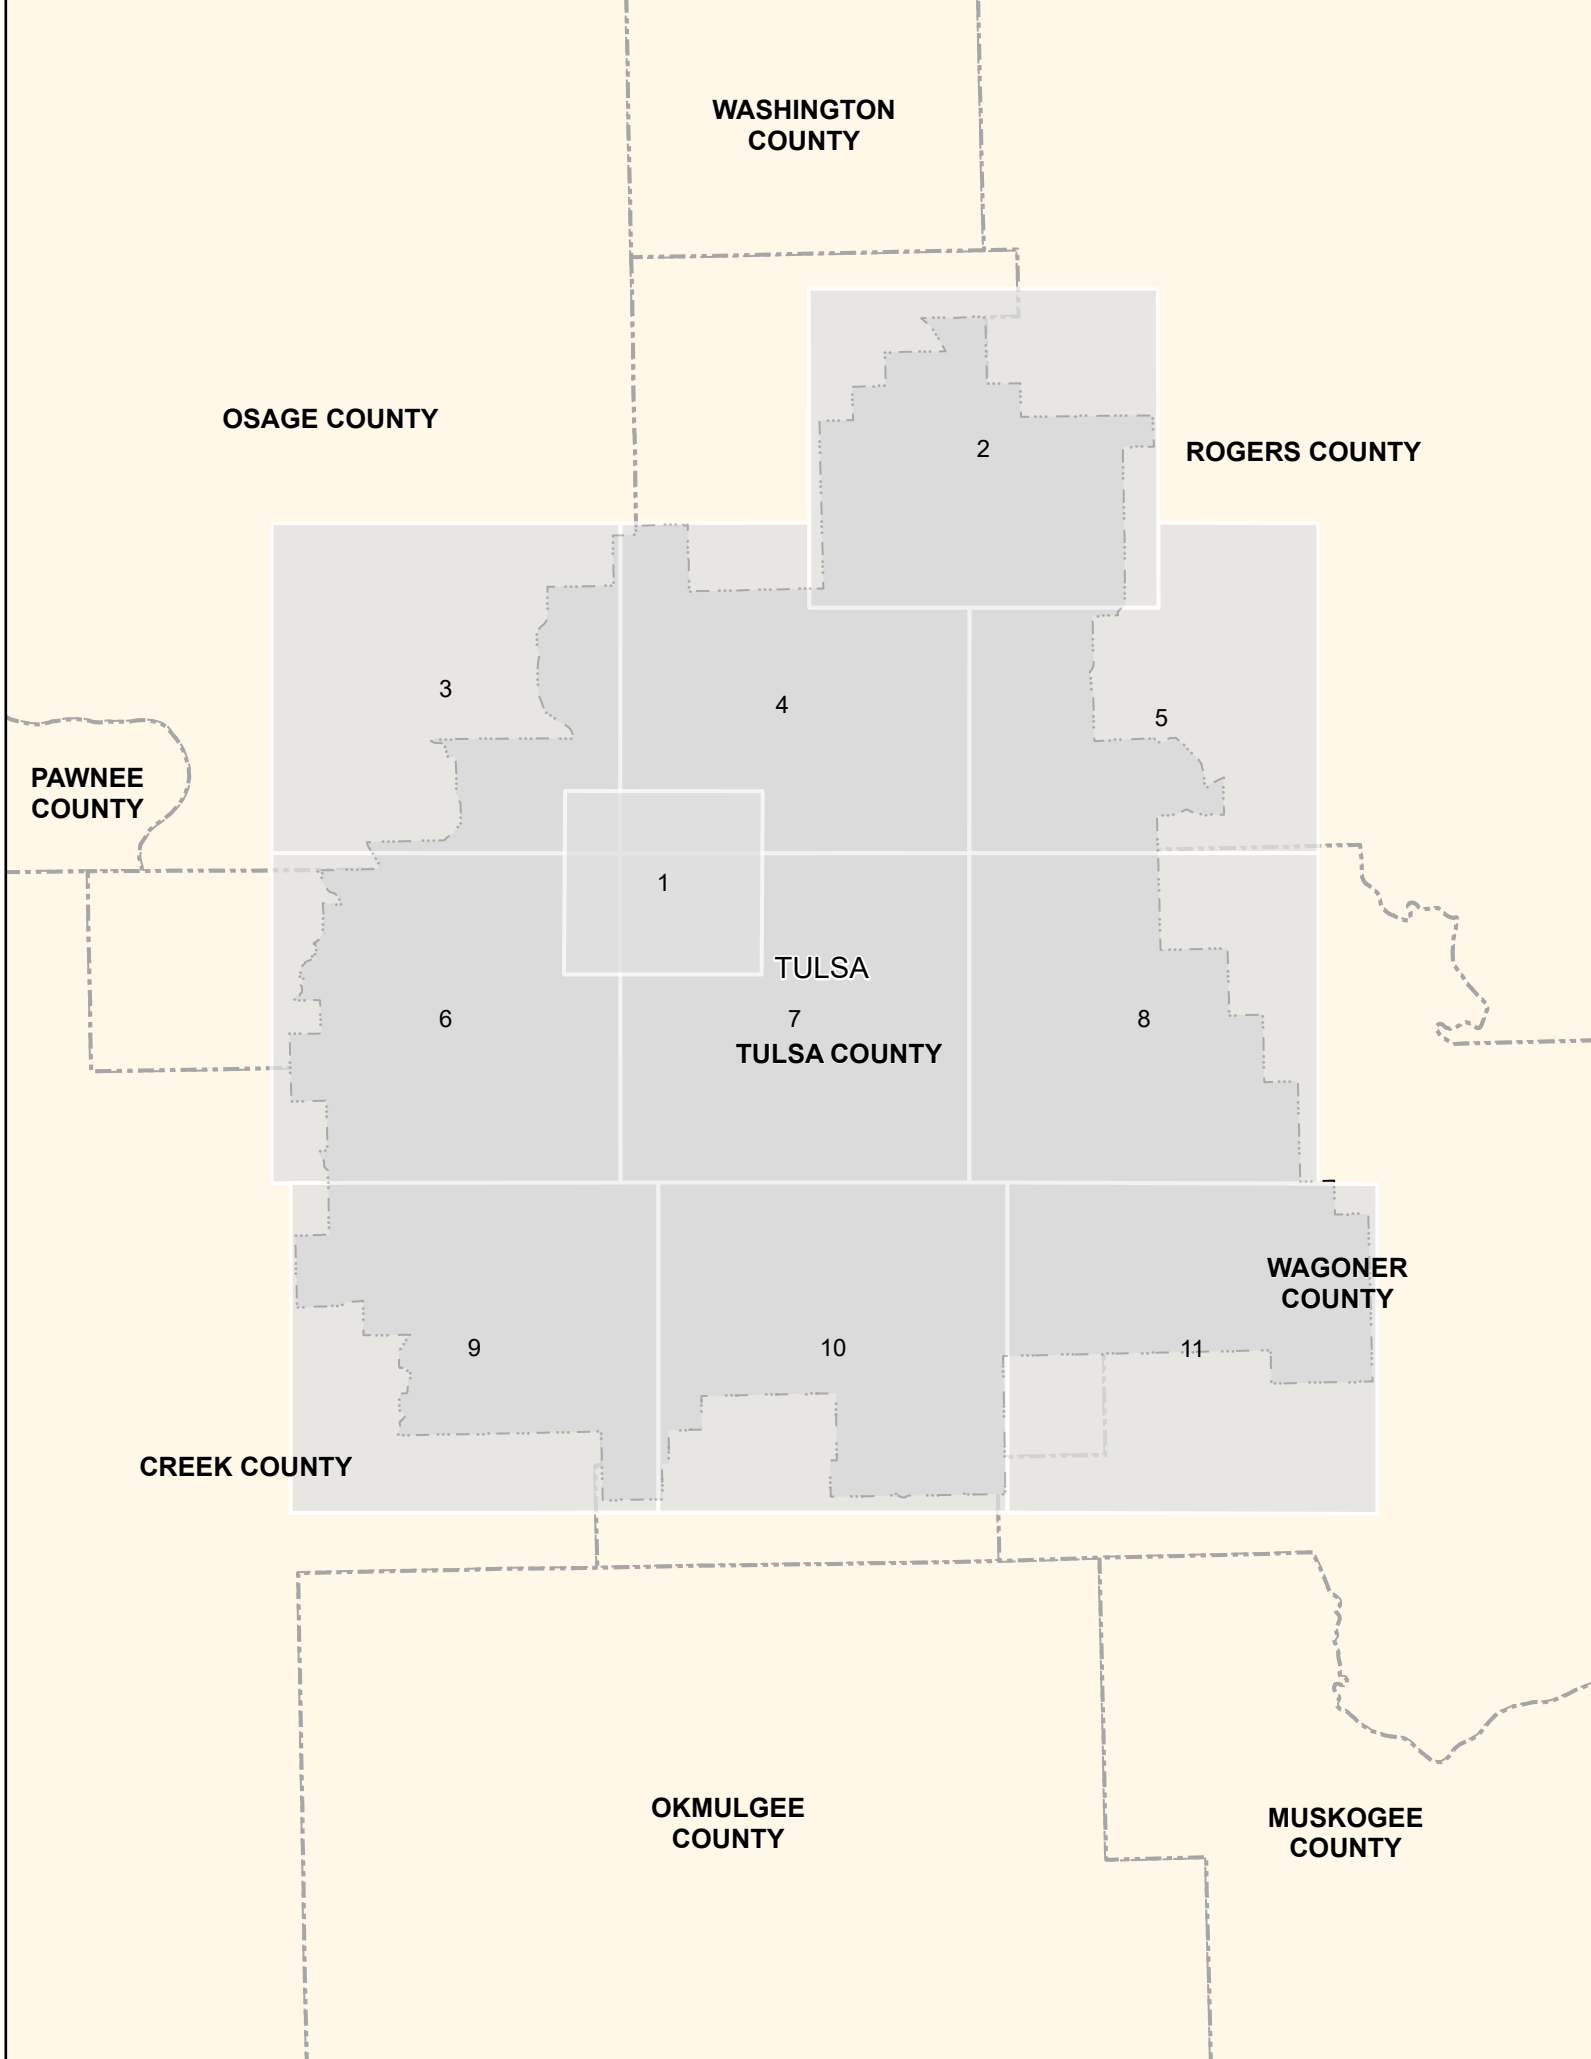 WASHINGTON
COUNTY
OSAGE COUNTY
2
ROGERS COUNTY
3
4
5
PAWNEE
COUNTY
1
TULSA
6
7
8
TULSA COUNTY
WAGONER
COUNTY
9
10
11
CREEK COUNTY
OKMULGEE
COUNTY
MUSKOGEE
COUNTY